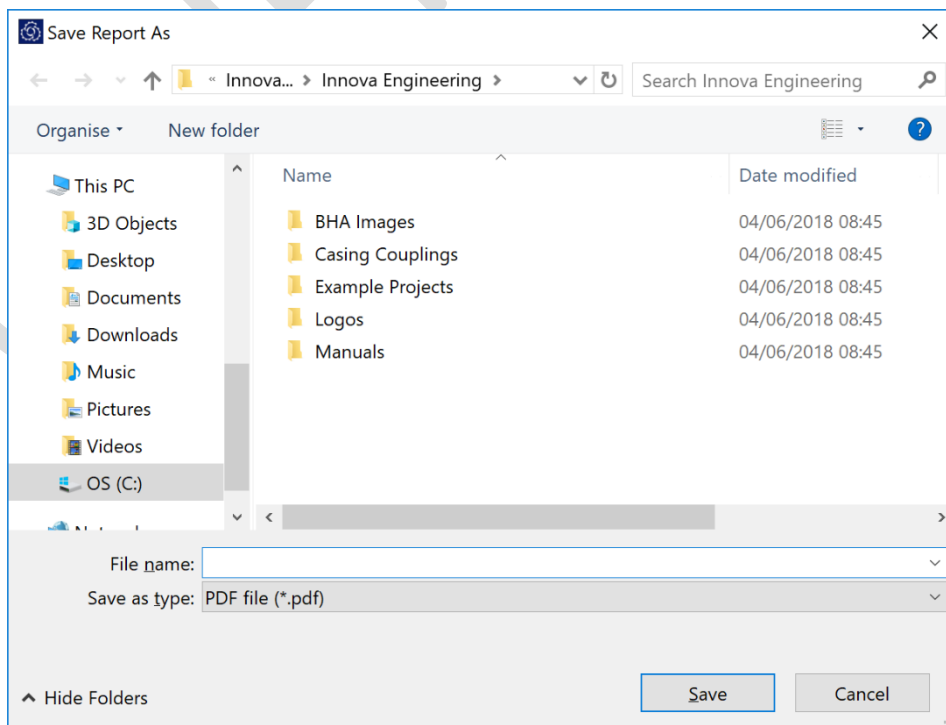 Save Report As
« Innova... > Innova Engineering >
Search Innova Engineering
Organise
New folder
?
Name
Date modified
This PC
3D Objects
Desktop
Documents
Downloads
Music
Pictures
Videos
OS (C:)
BHA Images 04/06/2018 08:45
Casing Couplings 04/06/2018 08:45
Example Projects 04/06/2018 08:45
Logos 04/06/2018 08:45
Manuals 04/06/2018 08:45
File name:
Save as type: PDF file (*.pdf)
Hide Folders
Save
Cancel